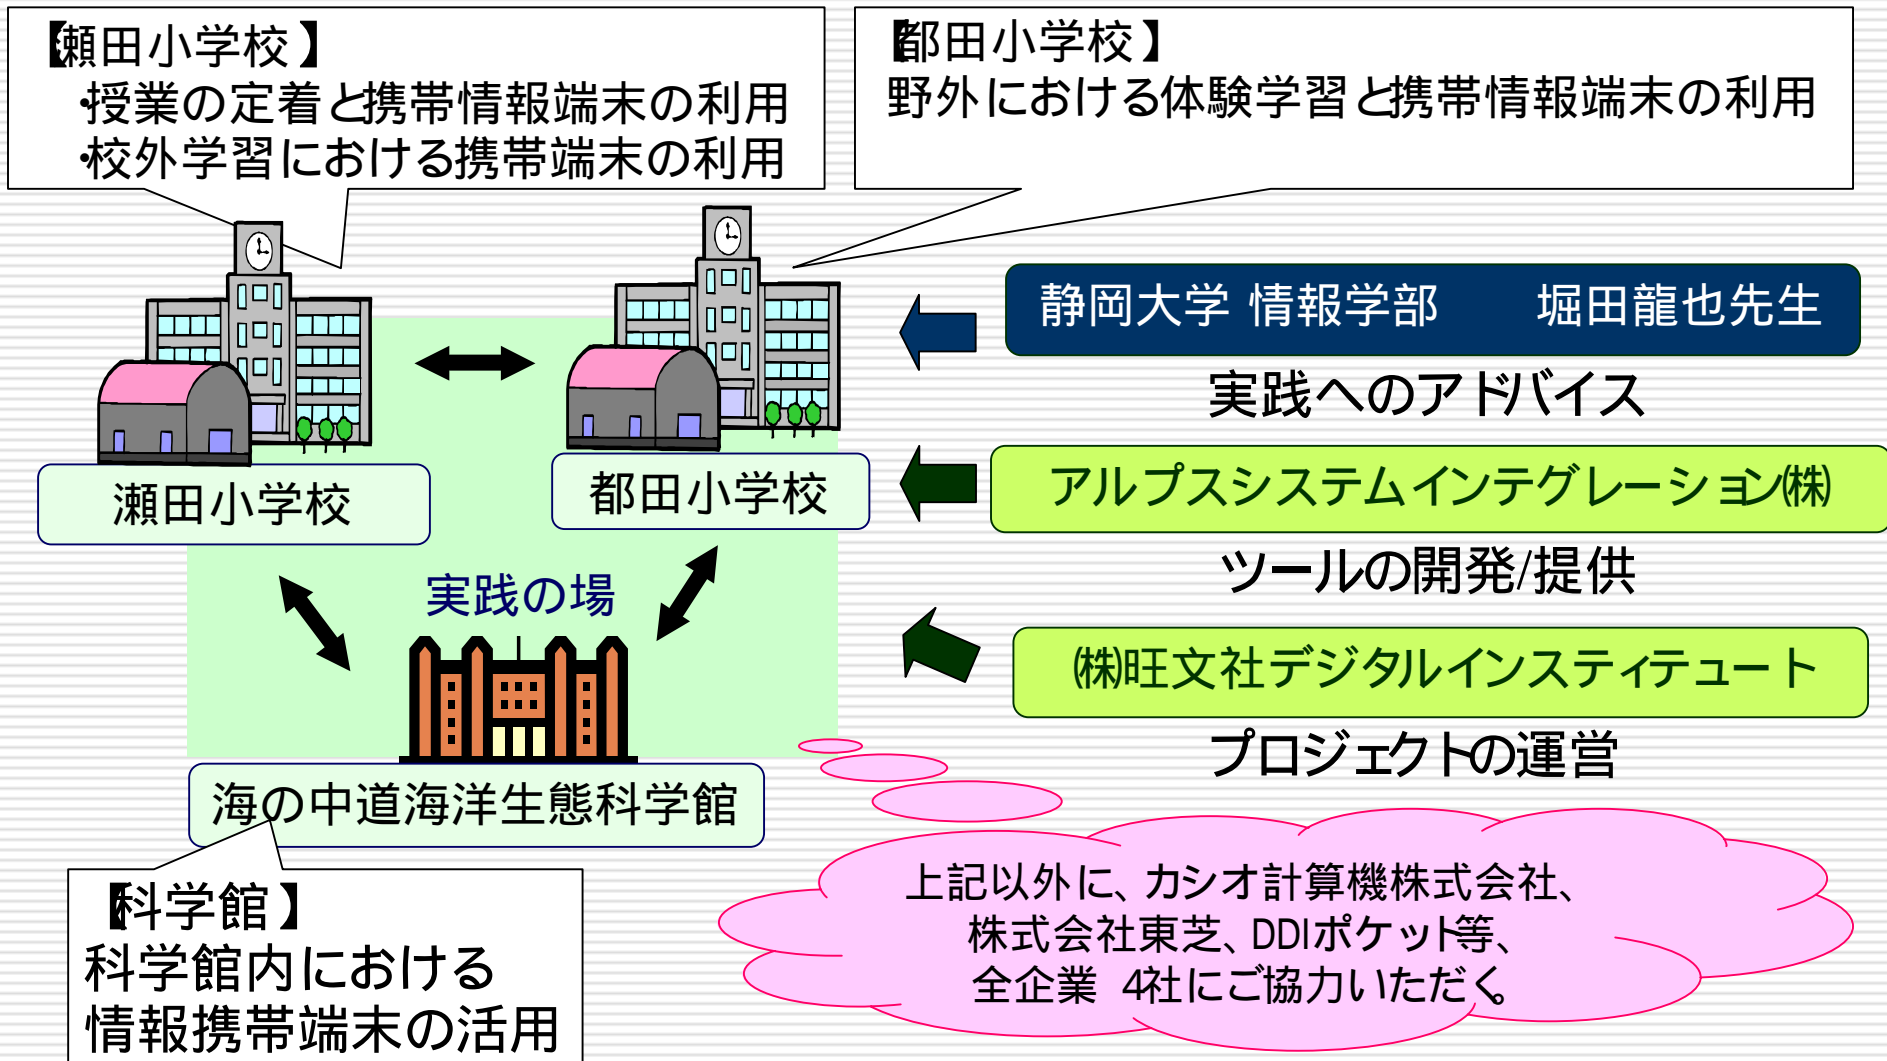 【瀬田小学校】
・授業の定着と携帯情報端末の利用
・校外学習における携帯端末の利用
【都田小学校】
野外における体験学習と携帯情報端末の利用
静岡大学 情報学部　　堀田龍也先生
実践へのアドバイス
アルプスシステムインテグレーション㈱
ツールの開発/提供
㈱旺文社デジタルインスティテュート
プロジェクトの運営
瀬田小学校
都田小学校
実践の場
海の中道海洋生態科学館
【科学館】
科学館内における
情報携帯端末の活用
上記以外に、カシオ計算機株式会社、
株式会社東芝、DDIポケット等、
全企業 4社にご協力いただく。